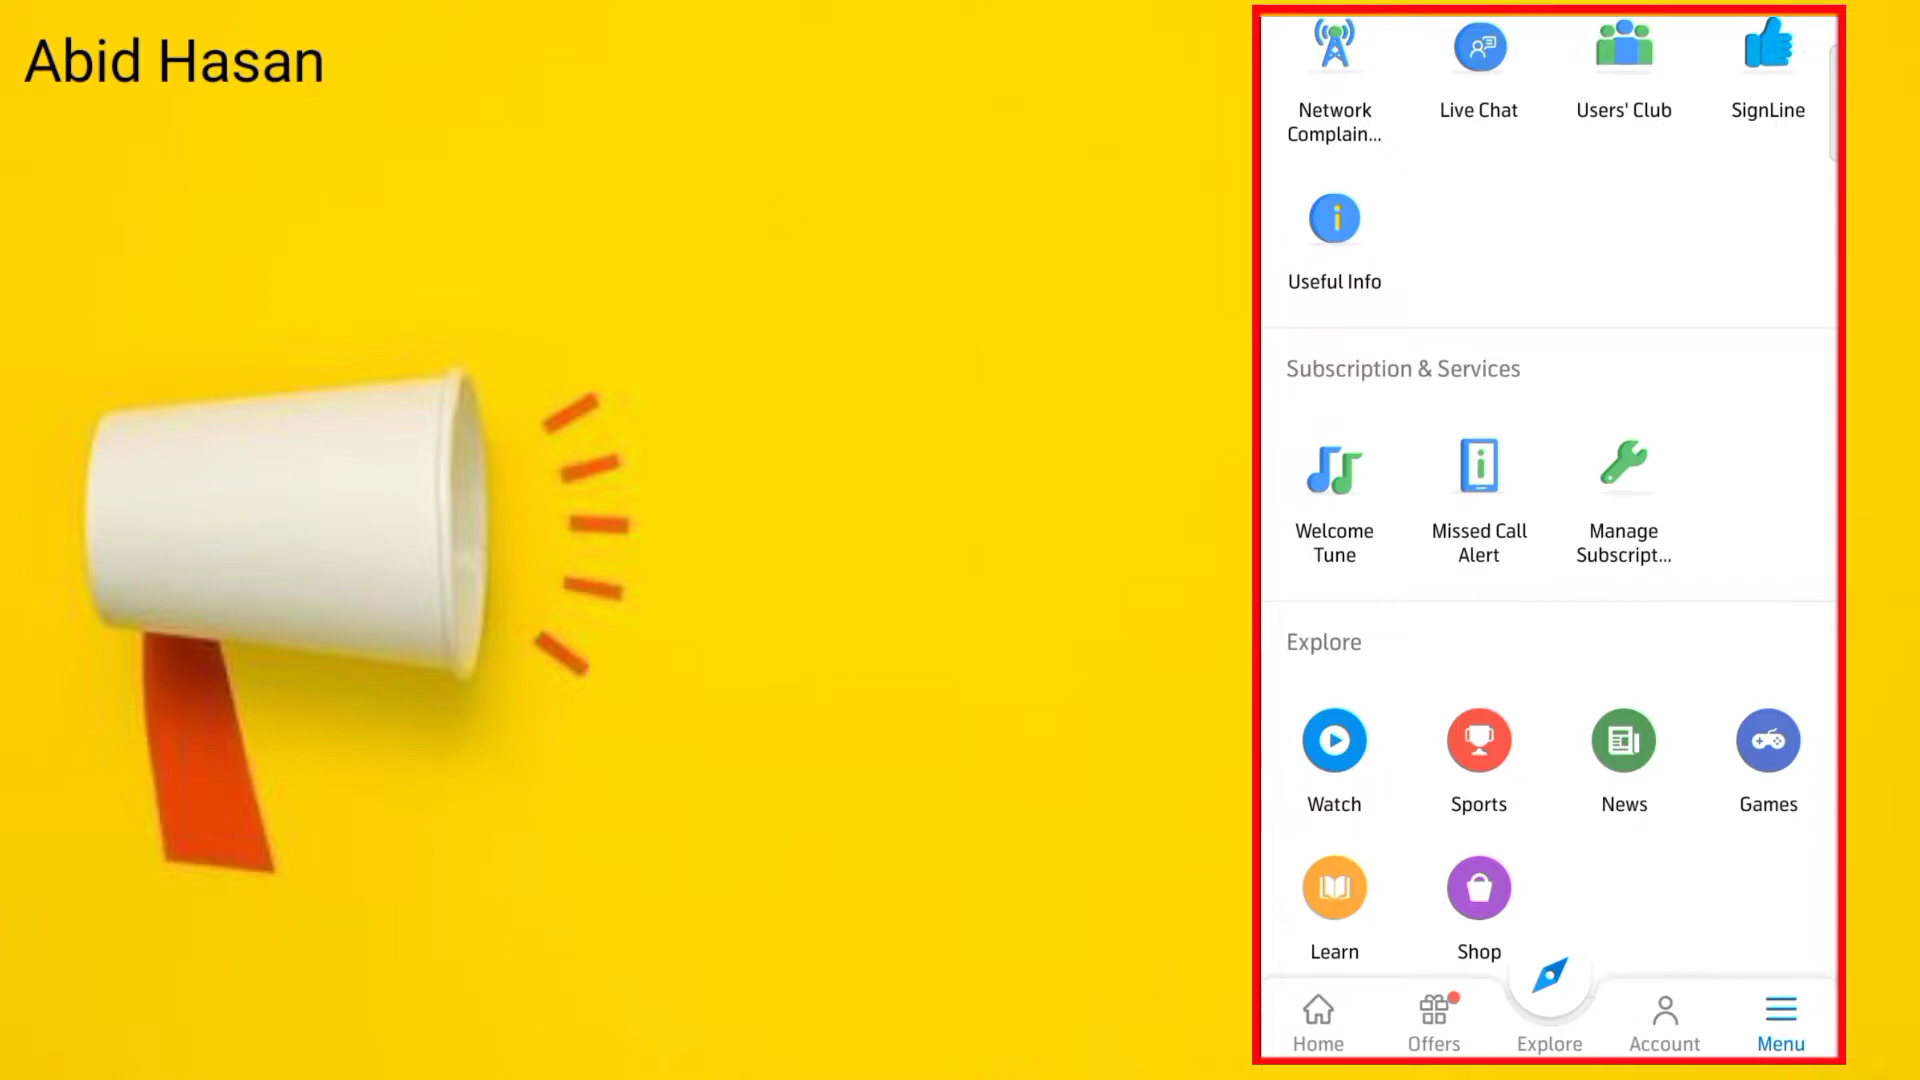 Abid Hasan
Network Complain...
Live Chat
Users' Club
SignLine
Useful Info
Subscription & Services
Welcome Tune
Missed Call Alert
Manage Subscript...
Explore
Watch
Sports
News
Games
Learn
Shop
Home
Offers
Explore
Account
Menu